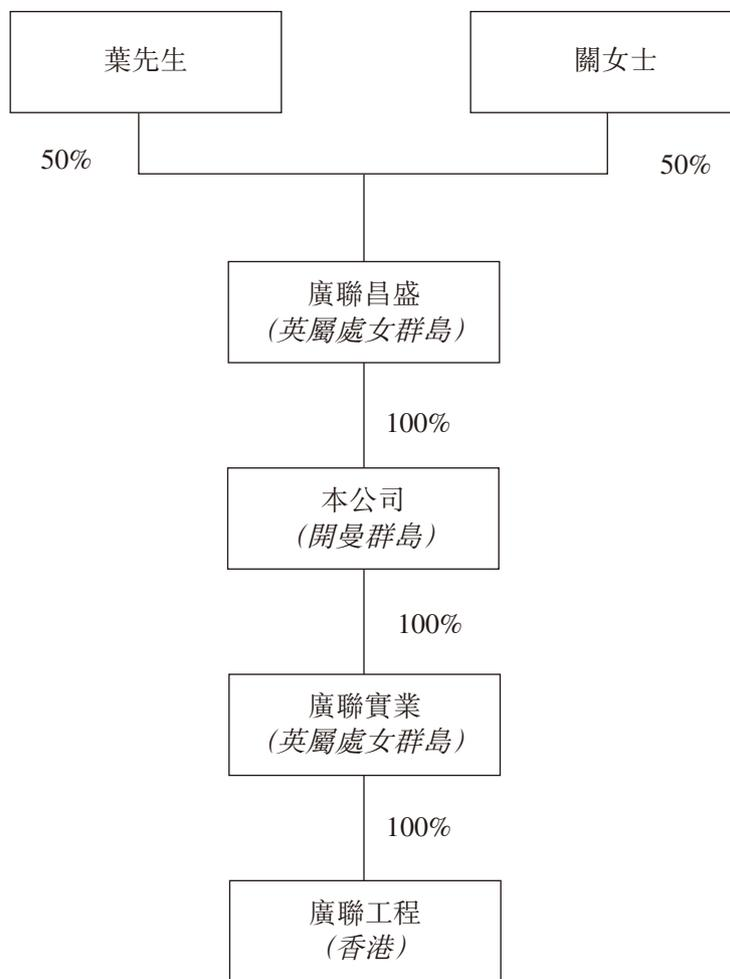 葉先生
關女士
50%
50%
廣聯昌盛
(英屬處女群島)
100%
本公司
(開曼群島)
100%
廣聯實業
(英屬處女群島)
100%
廣聯工程
(香港)